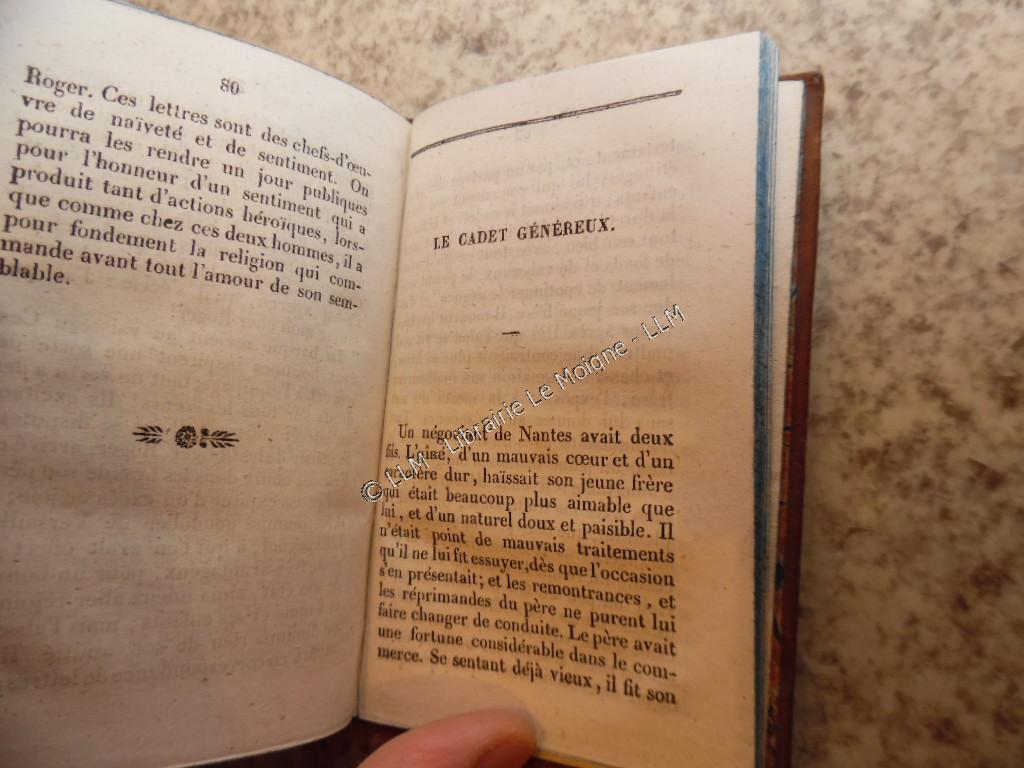 80
Roger. Ces lettres sont des chefs-d'œu-
vre de naïveté et de sentiment. On
pourra les rendre un jour publiques
pour l'honneur d'un sentiment qui a
produit tant d'actions héroïques, lors-
que comme chez ces deux hommes, il a
pour fondement la religion qui com-
mande avant tout l'amour de son sem-
blable.
LE CADET GÉNÉREUX.
Un négociant de Nantes avait deux
fils. L'aîné, d'un mauvais cœur et d'un
caractère dur, haïssait son jeune frère
qui était beaucoup plus aimable que
lui, et d'un naturel doux et paisible. Il
n'était point de mauvais traitements
qu'il ne lui fit essuyer, dès que l'occasion
s'en présentait; et les remontrances, et
les réprimandes du père ne purent lui
faire changer de conduite. Le père avait
une fortune considérable dans le com-
merce. Se sentant déjà vieux, il fit son
© LLM - Librairie Le Moigne - LLM